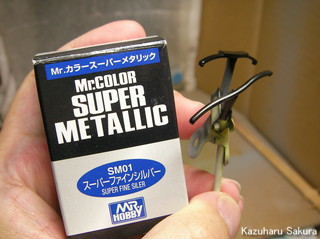 Mr.カラースーパーメタリック
Mr.COLOR
SUPER
METALLIC
SM01
スーパーファインシルバー
SUPER FINE SILER
MR
HOBBY
Kazuharu Sakura